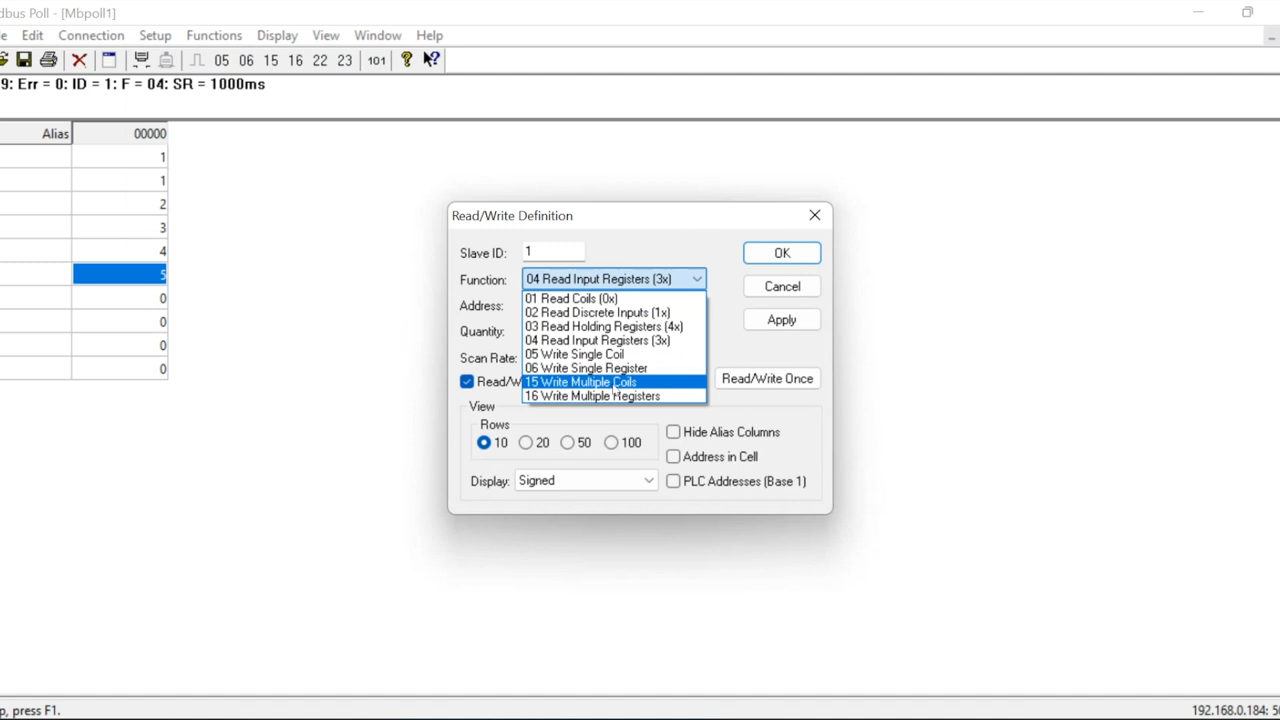 dbus Poll - [Mbpoll1]
le Edit Connection Setup Functions Display View Window Help
05 06 15 16 22 23 101
9: Err = 0: ID = 1: F = 04: SR = 1000ms
Alias 00000
1
1
2
3
4
5
0
0
0
0
Read/Write Definition
Slave ID: 1 OK
Function: 04 Read Input Registers (3x) Cancel
Address: 01 Read Coils (0x)
02 Read Discrete Inputs (1x) Apply
03 Read Holding Registers (4x)
Quantity: 04 Read Input Registers (3x)
Scan Rate: 05 Write Single Coil
06 Write Single Register
Read/W 15 Write Multiple Coils Read/Write Once
16 Write Multiple Registers
View
Rows
10 20 50 100 Hide Alias Columns
Address in Cell
Display: Signed PLC Addresses (Base 1)
p, press F1. 192.168.0.184: 5